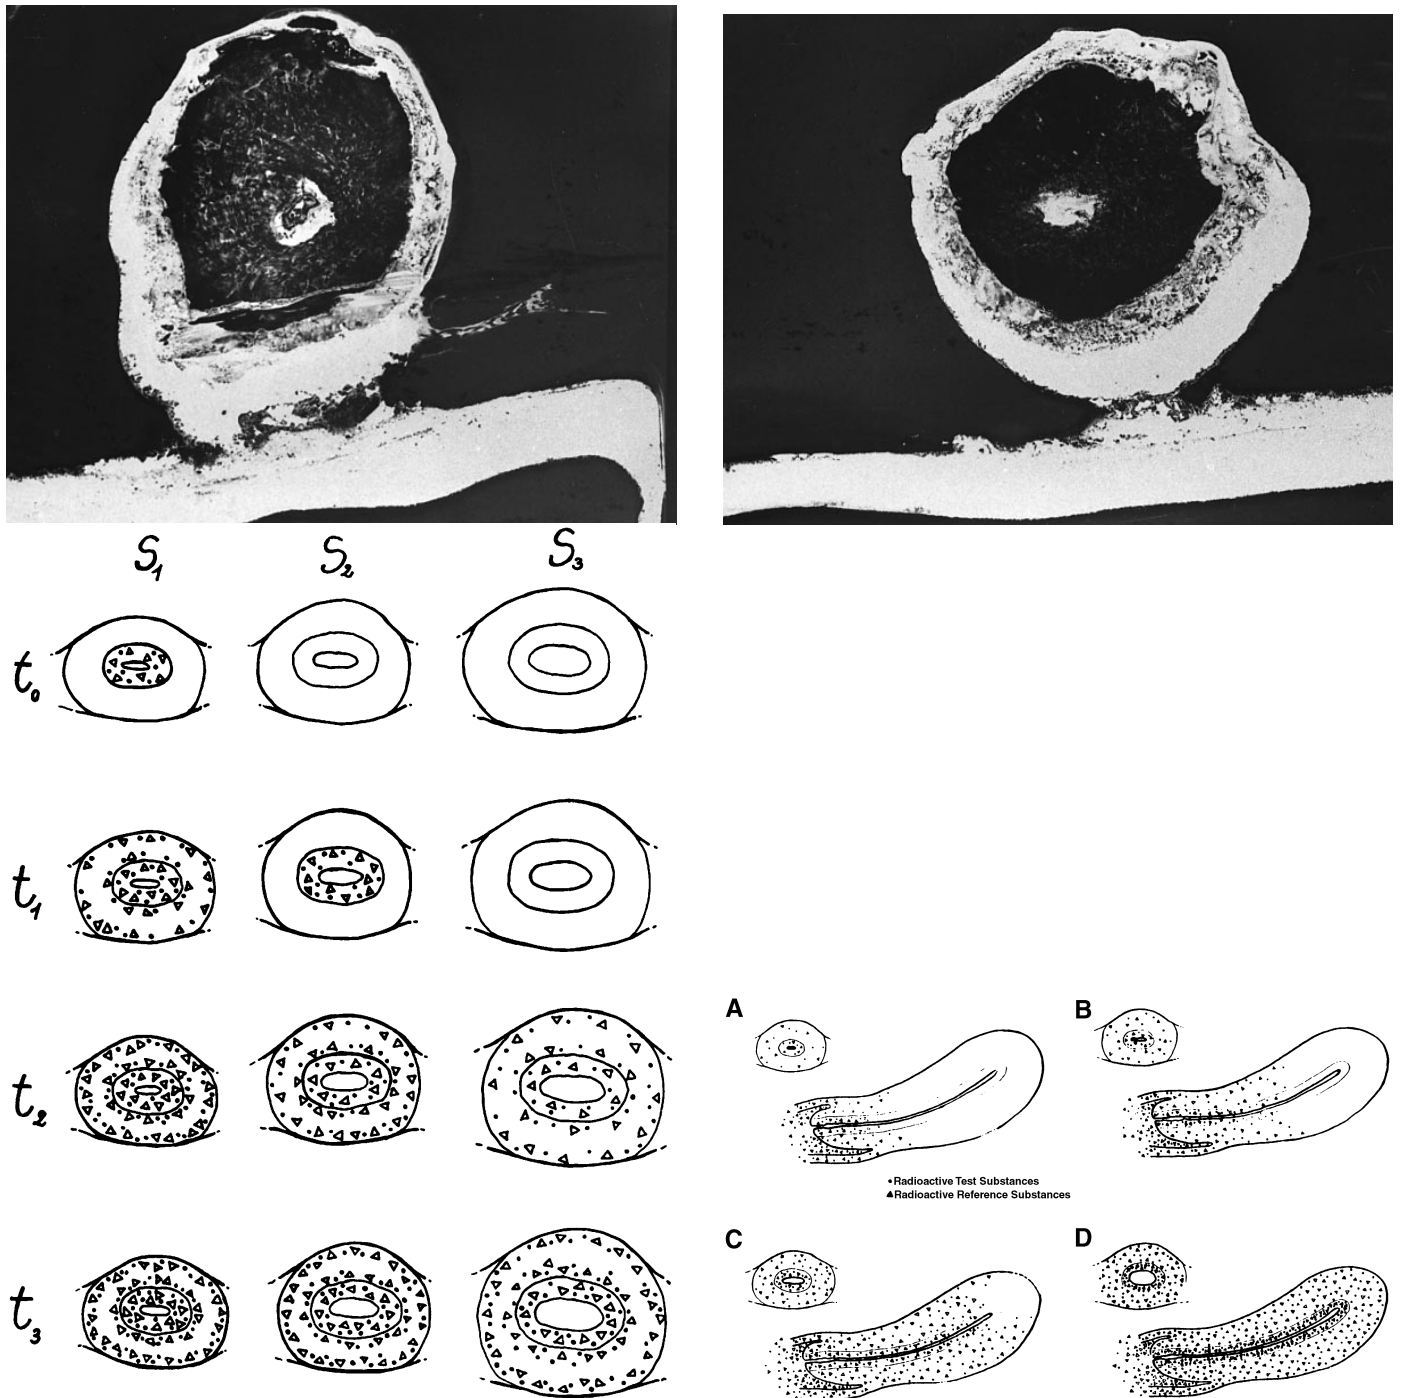 S1 S2 S3
t0
t1
A B
t2
• Radioactive Test Substances
▲ Radioactive Reference Substances
C D
t3